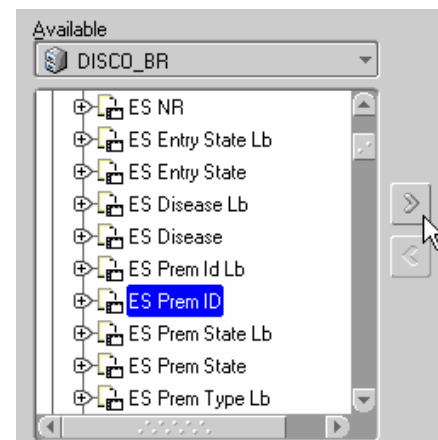 Available
DISCO_BR
ES NR
ES Entry State Lb
ES Entry State
ES Disease Lb
ES Disease
ES Prem Id Lb
ES Prem ID
ES Prem State Lb
ES Prem State
ES Prem Type Lb